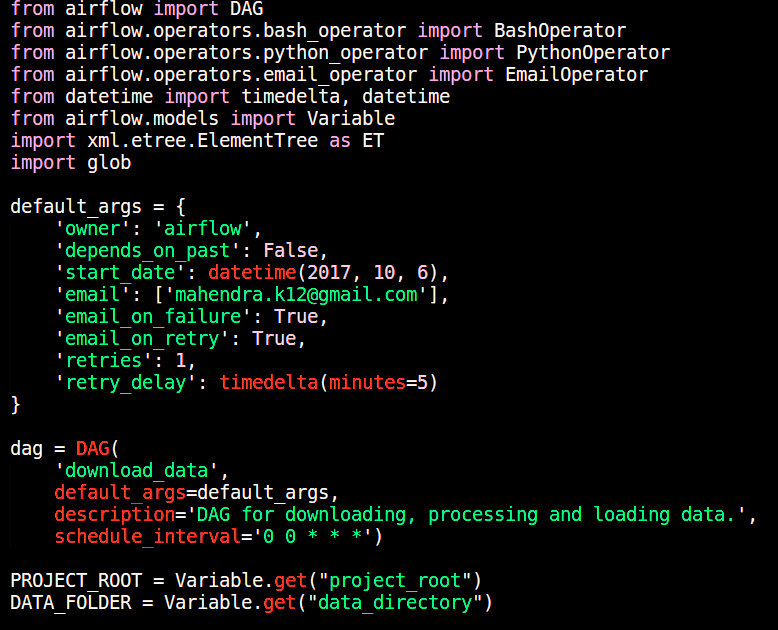 from airflow import DAG
from airflow.operators.bash_operator import BashOperator
from airflow.operators.python_operator import PythonOperator
from airflow.operators.email_operator import EmailOperator
from datetime import timedelta, datetime
from airflow.models import Variable
import xml.etree.ElementTree as ET
import glob

default_args = {
    'owner': 'airflow',
    'depends_on_past': False,
    'start_date': datetime(2017, 10, 6),
    'email': ['mahendra.k12@gmail.com'],
    'email_on_failure': True,
    'email_on_retry': True,
    'retries': 1,
    'retry_delay': timedelta(minutes=5)
}

dag = DAG(
    'download_data',
    default_args=default_args,
    description='DAG for downloading, processing and loading data.',
    schedule_interval='0 0 * * *')

PROJECT_ROOT = Variable.get("project_root")
DATA_FOLDER = Variable.get("data_directory")